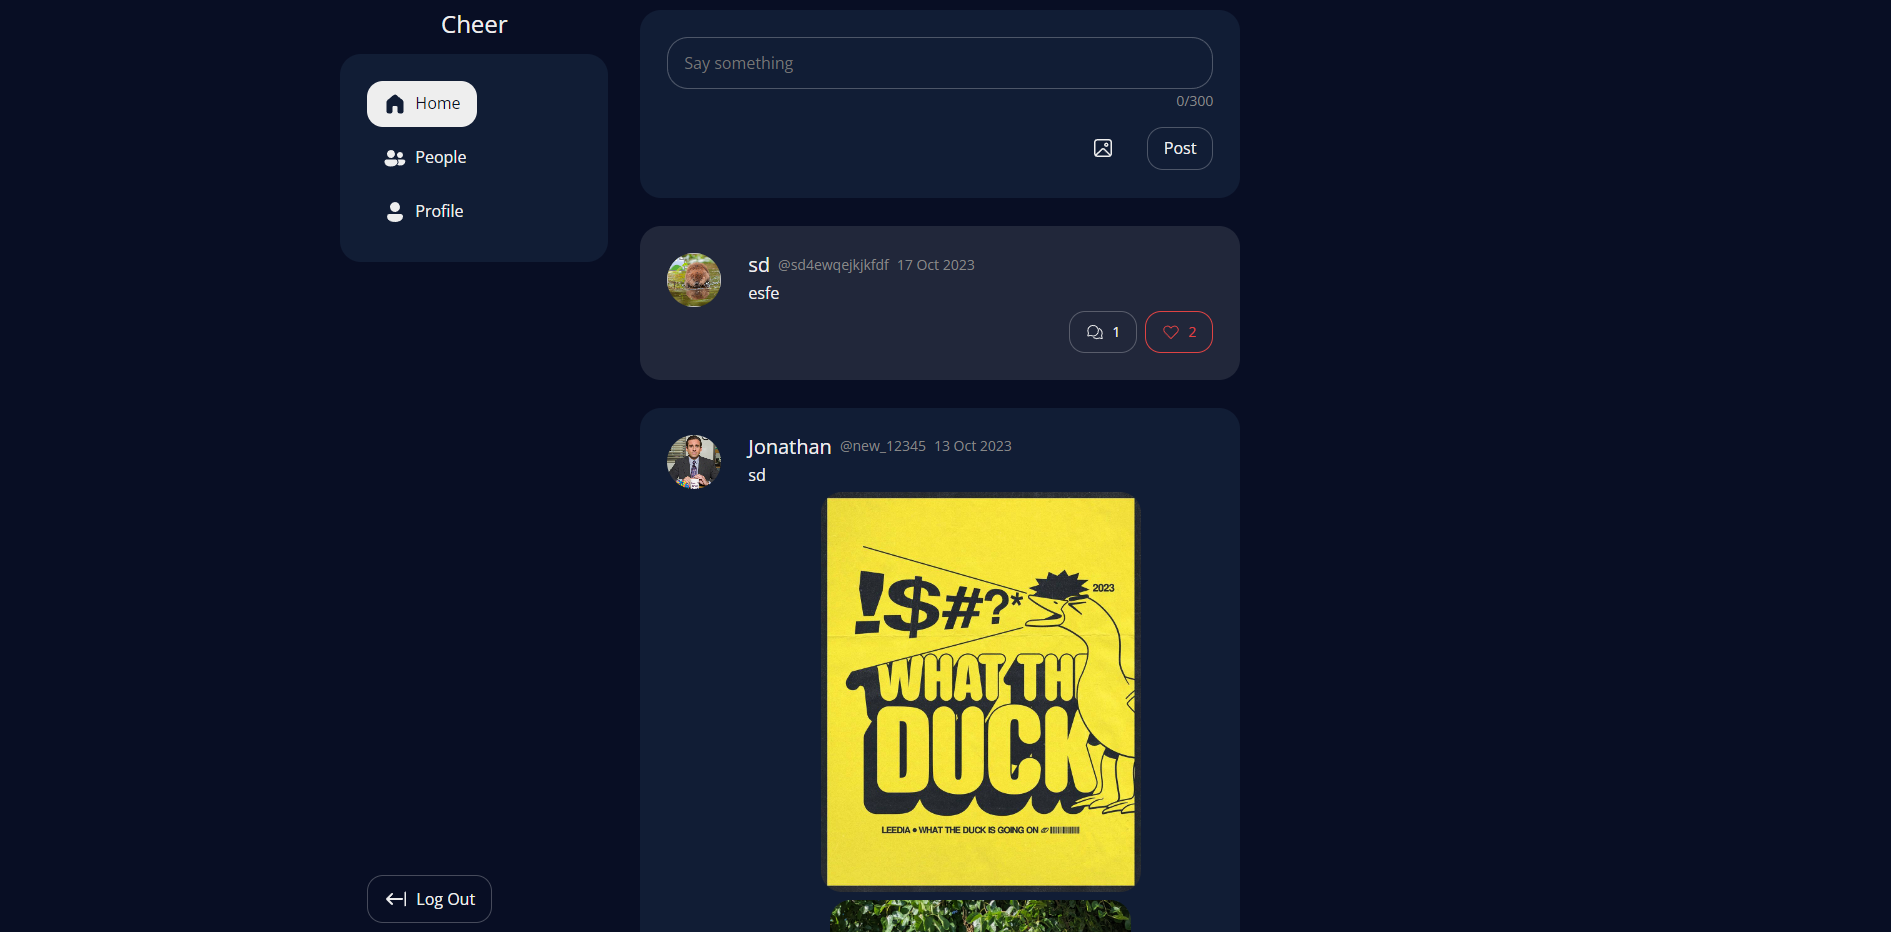 Cheer
Home
People
Profile
Log Out
Say something
0/300
Post
sd @sd4ewqejkjkfdf 17 Oct 2023
esfe
1 2
Jonathan @new_12345 13 Oct 2023
sd
!$#?* 2023
WHAT TH
DUCK
LEEDIA • WHAT THE DUCK IS GOING ON